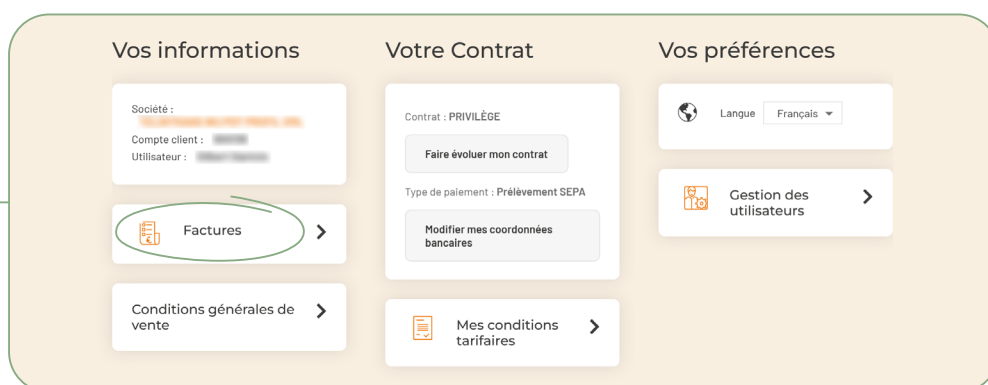 Vos informations
Société :
Compte client :
Utilisateur :
Factures
Conditions générales de
vente
Votre Contrat
Contrat : PRIVILÈGE
Faire évoluer mon contrat
Type de paiement : Prélèvement SEPA
Modifier mes coordonnées
bancaires
Mes conditions
tarifaires
Vos préférences
Langue Français
Gestion des
utilisateurs